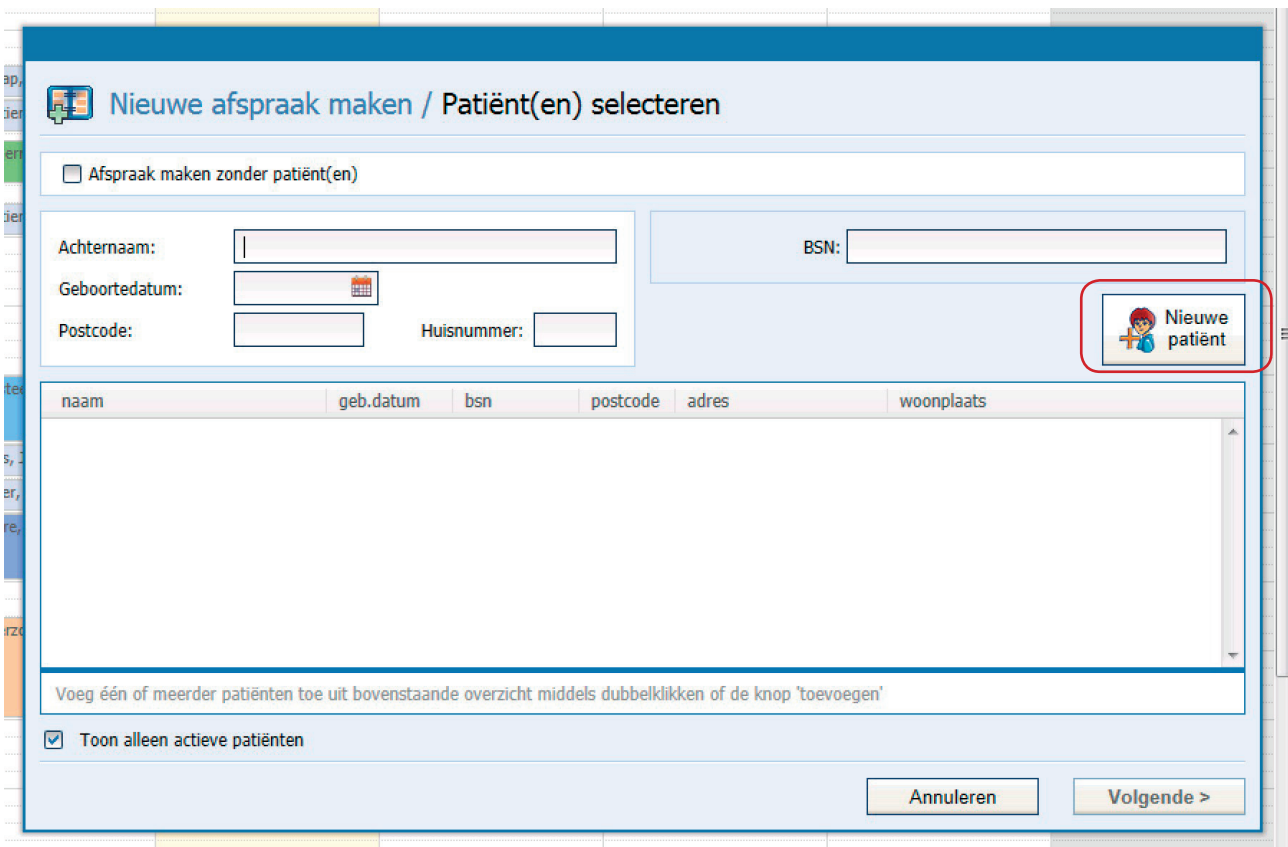 Nieuwe afspraak maken / Patiënt(en) selecteren
Afspraak maken zonder patiënt(en)
Achternaam:
BSN:
Geboortedatum:
Postcode:
Huisnummer:
Nieuwe
patiënt
naam geb.datum bsn postcode adres woonplaats
Voeg één of meerder patiënten toe uit bovenstaande overzicht middels dubbelklikken of de knop 'toevoegen'
Toon alleen actieve patiënten
Annuleren Volgende >